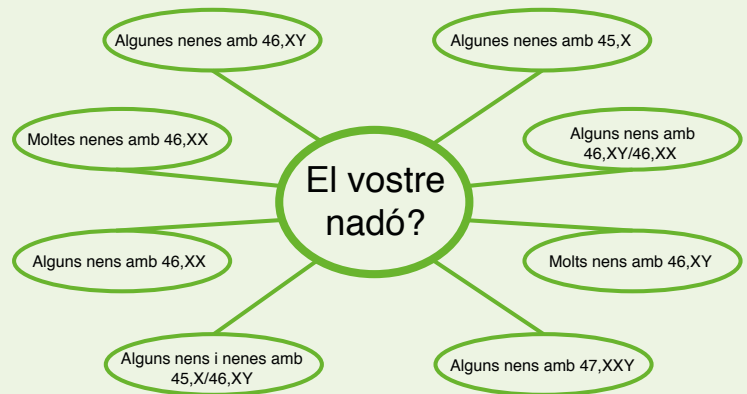 Algunes nenes amb 46,XY
Algunes nenes amb 45,X
Moltes nenes amb 46,XX
Alguns nens amb
46,XY/46,XX
El vostre
nadó?
Alguns nens amb 46,XX
Molts nens amb 46,XY
Alguns nens i nenes amb
45,X/46,XY
Alguns nens amb 47,XXY